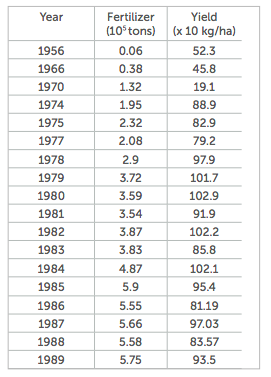 Year Fertilizer Yield
(10⁵ tons) (x 10 kg/ha)
1956 0.06 52.3
1966 0.38 45.8
1970 1.32 19.1
1974 1.95 88.9
1975 2.32 82.9
1977 2.08 79.2
1978 2.9 97.9
1979 3.72 101.7
1980 3.59 102.9
1981 3.54 91.9
1982 3.87 102.2
1983 3.83 85.8
1984 4.87 102.1
1985 5.9 95.4
1986 5.55 81.19
1987 5.66 97.03
1988 5.58 83.57
1989 5.75 93.5